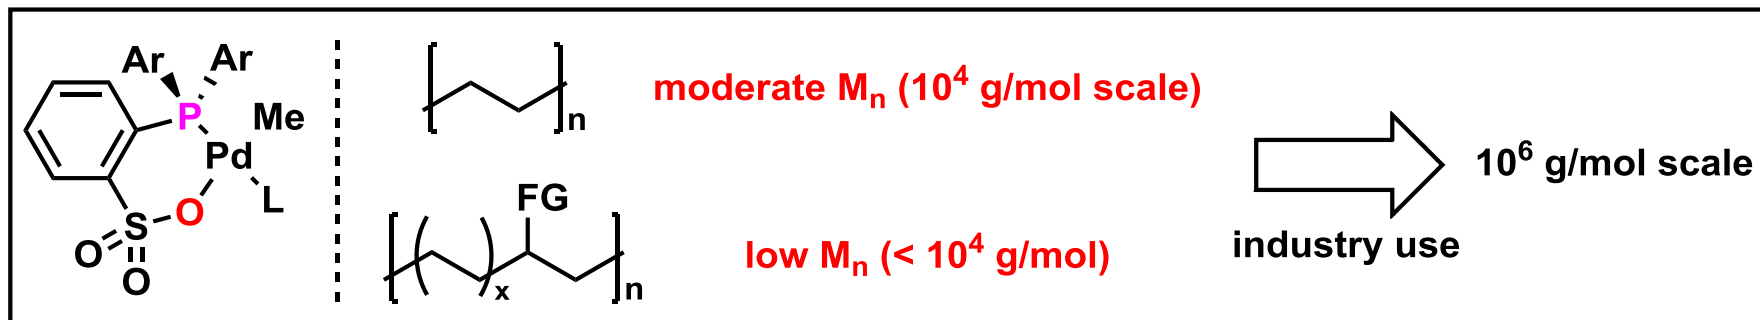 Ar Ar
P Me
Pd
L
S O
O
O
n
moderate Mn (10⁴ g/mol scale)
FG
x n
low Mn (< 10⁴ g/mol)
industry use
10⁶ g/mol scale